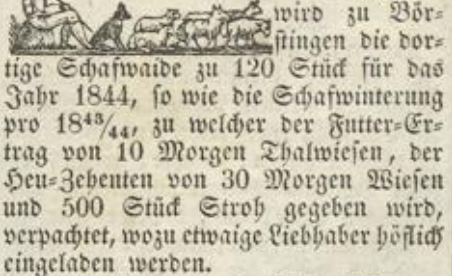 wird zu Bör⸗
ſtingen die dor⸗
tige Schafwaide zu 120 Stück für das
Jahr 1844, ſo wie die Schafwinterung
pro 18⁴³/₄₄, zu welcher der Futter⸗Er⸗
trag von 10 Morgen Thalwieſen, der
Heu⸗Zehenten von 30 Morgen Wieſen
und 500 Stück Stroh gegeben wird,
verpachtet, wozu etwaige Liebhaber höflich
eingeladen werden.